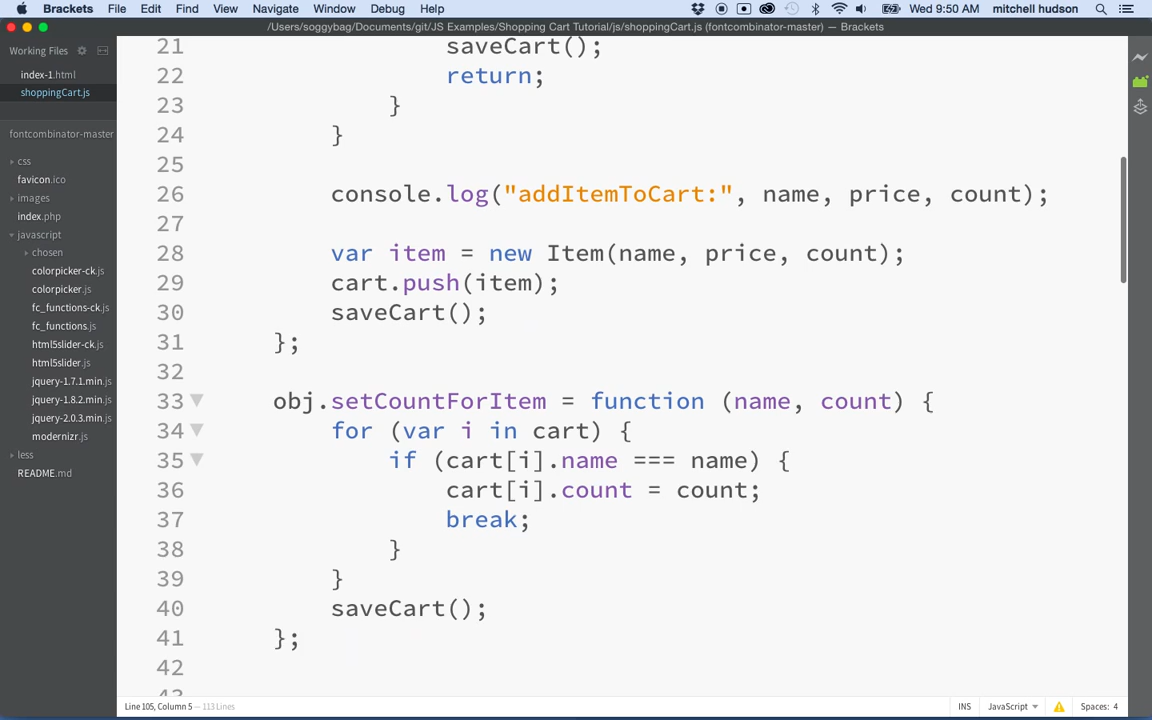 Brackets File Edit Find View Navigate Window Debug Help Wed 9:50 AM mitchell hudson
/Users/soggybag/Documents/git/JS Examples/Shopping Cart Tutorial/js/shoppingCart.js (fontcombinator-master) — Brackets
Working Files
index-1.html
shoppingCart.js
fontcombinator-master
css
favicon.ico
images
index.php
javascript
chosen
colorpicker-ck.js
colorpicker.js
fc_functions-ck.js
fc_functions.js
html5slider-ck.js
html5slider.js
jquery-1.7.1.min.js
jquery-1.8.2.min.js
jquery-2.0.3.min.js
modernizr.js
less
README.md
21 saveCart();
22 return;
23 }
24 }
25
26 console.log("addItemToCart:", name, price, count);
27
28 var item = new Item(name, price, count);
29 cart.push(item);
30 saveCart();
31 };
32
33 obj.setCountForItem = function (name, count) {
34 for (var i in cart) {
35 if (cart[i].name === name) {
36 cart[i].count = count;
37 break;
38 }
39 }
40 saveCart();
41 };
42
43
Line 105, Column 5 — 113 Lines INS JavaScript Spaces: 4